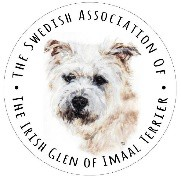 • The Swedish Association Of •
The Irish Glen of Imaal Terrier